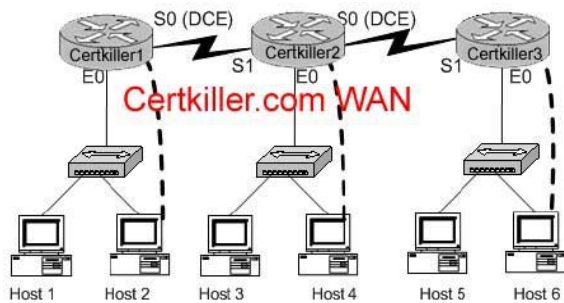 S0 (DCE)
S0 (DCE)
Certkiller1
Certkiller2
Certkiller3
E0
S1
E0
S1
E0
Certkiller.com WAN
Host 1
Host 2
Host 3
Host 4
Host 5
Host 6